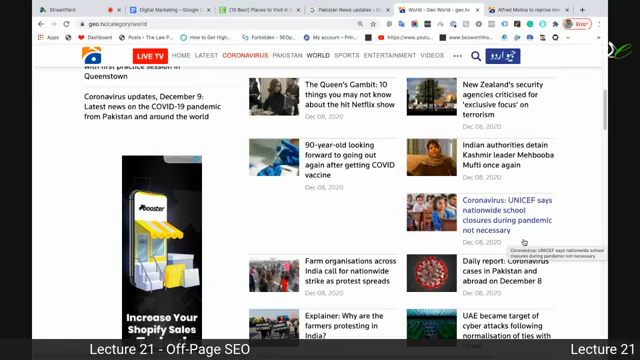 StreamYard
Digital Marketing - Google
[10 Best] Places to Visit in
Pakistan News updates -
World - Geo World - geo.tv
Alfred Molina to reprise
geo.tv/category/world
Error
Apps
Dashboard
Posts ‹ The Law P
How to Get Backlin
Forbidden - SEOp
My account - Princi
https://www.youtub
www.bosworthhon
LIVE TV HOME LATEST CORONAVIRUS PAKISTAN WORLD SPORTS ENTERTAINMENT VIDEOS ••• جیو اردو
with first practice session in
Queenstown
Coronavirus updates, December 9:
Latest news on the COVID-19 pandemic
from Pakistan and around the world
The Queen's Gambit: 10
things you may not know
about the hit Netflix show
Dec 08, 2020
New Zealand's security
agencies criticised for
'exclusive focus' on
terrorism
Dec 08, 2020
90-year-old looking
forward to going out
again after getting COVID
vaccine
Dec 08, 2020
Indian authorities detain
Kashmir leader Mehbooba
Mufti once again
Dec 08, 2020
Coronavirus: UNICEF says
nationwide school
closures during pandemic
not necessary
Dec 08, 2020
Coronavirus: UNICEF says nationwide school
closures during pandemic not necessary
Farm organisations across
India call for nationwide
strike as protest spreads
Dec 08, 2020
Daily report: Coronavirus
cases in Pakistan and
abroad on December 8
Dec 08, 2020
Explainer: Why are the
farmers protesting in
India?
UAE became target of
cyber attacks following
normalisation of ties with
booster
Increase Your
Shopify Sales
Lecture 21 - Off-Page SEO
Lecture 21